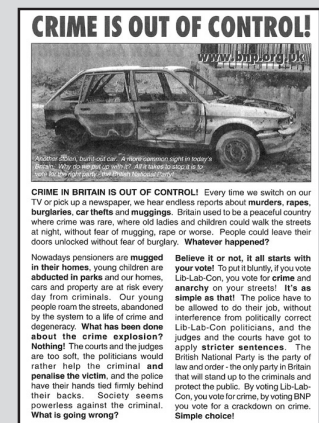 CRIME IS OUT OF CONTROL!
www.bnp.org.uk
Another stolen, burnt-out car. A more common sight in today's
Britain. Why do we put up with it? All it takes to stop it is to
vote for the right party - the British National Party!
CRIME IN BRITAIN IS OUT OF CONTROL! Every time we switch on our
TV or pick up a newspaper, we hear endless reports about murders, rapes,
burglaries, car thefts and muggings. Britain used to be a peaceful country
where crime was rare, where old ladies and children could walk the streets
at night, without fear of mugging, rape or worse. People could leave their
doors unlocked without fear of burglary. Whatever happened?
Nowadays pensioners are mugged
in their homes, young children are
abducted in parks and our homes,
cars and property are at risk every
day from criminals. Our young
people roam the streets, abandoned
by the system to a life of crime and
degeneracy. What has been done
about the crime explosion?
Nothing! The courts and the judges
are too soft, the politicians would
rather help the criminal and
penalise the victim, and the police
have their hands tied firmly behind
their backs. Society seems
powerless against the criminal.
What is going wrong?
Believe it or not, it all starts with
your vote! To put it bluntly, if you vote
Lib-Lab-Con, you vote for crime and
anarchy on your streets! It's as
simple as that! The police have to
be allowed to do their job, without
interference from politically correct
Lib-Lab-Con politicians, and the
judges and the courts have got to
apply stricter sentences. The
British National Party is the party of
law and order - the only party in Britain
that will stand up to the criminals and
protect the public. By voting Lib-Lab-
Con, you vote for crime, by voting BNP
you vote for a crackdown on crime.
Simple choice!